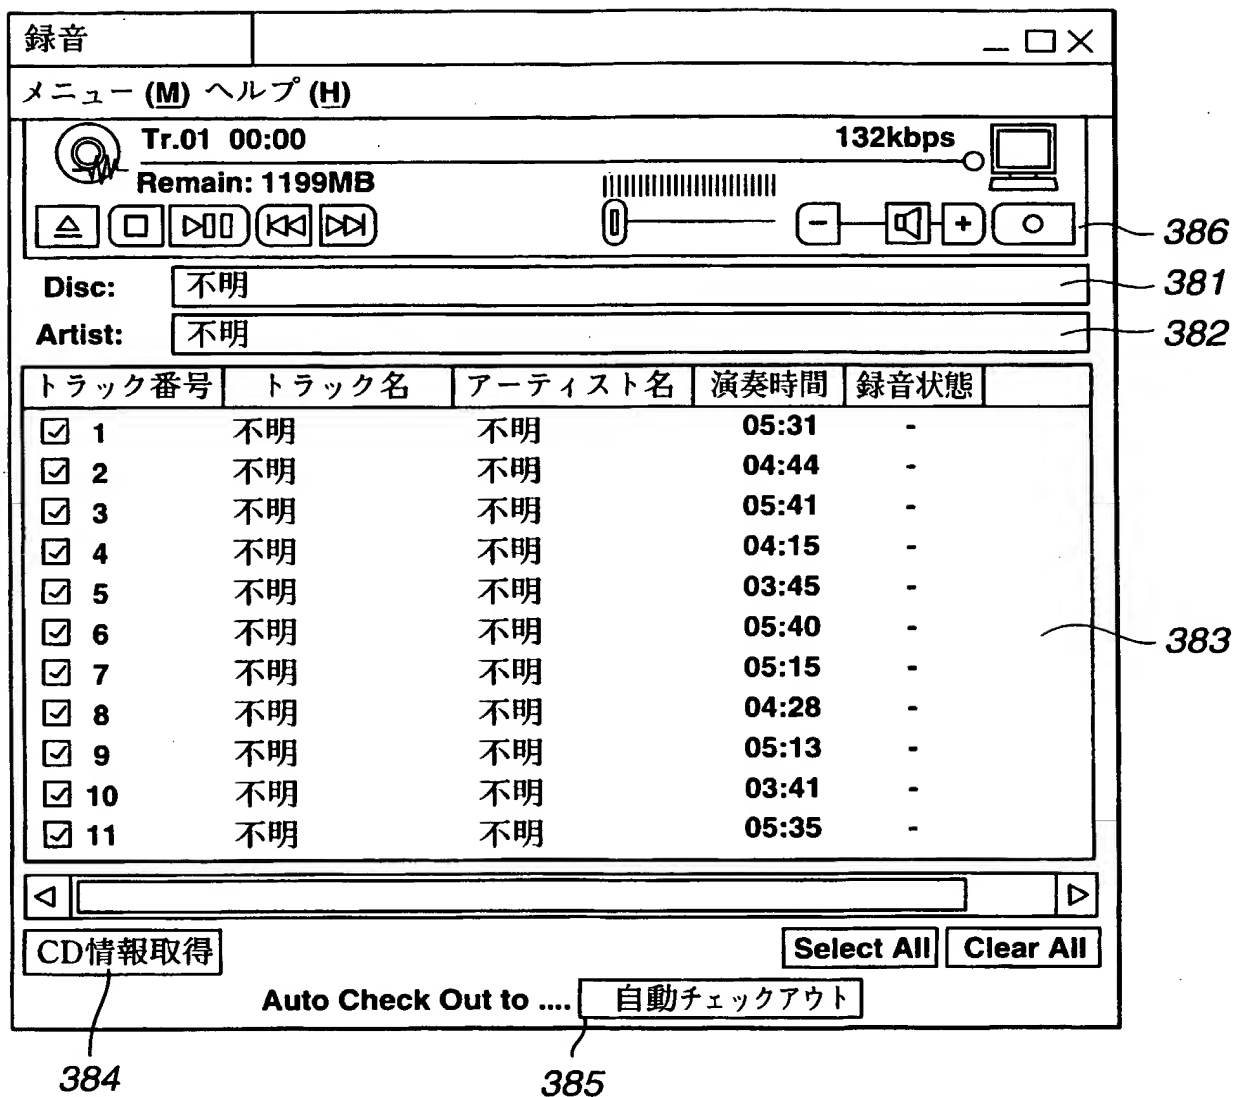 録音
メニュー (M) ヘルプ (H)
Tr.01 00:00 132kbps
Remain: 1199MB
386
Disc: 不明 381
Artist: 不明 382
トラック番号 トラック名 アーティスト名 演奏時間 録音状態
1 不明 不明 05:31 -
2 不明 不明 04:44 -
3 不明 不明 05:41 -
4 不明 不明 04:15 -
5 不明 不明 03:45 -
6 不明 不明 05:40 - 383
7 不明 不明 05:15 -
8 不明 不明 04:28 -
9 不明 不明 05:13 -
10 不明 不明 03:41 -
11 不明 不明 05:35 -
CD情報取得 Select All Clear All
Auto Check Out to .... 自動チェックアウト
384 385